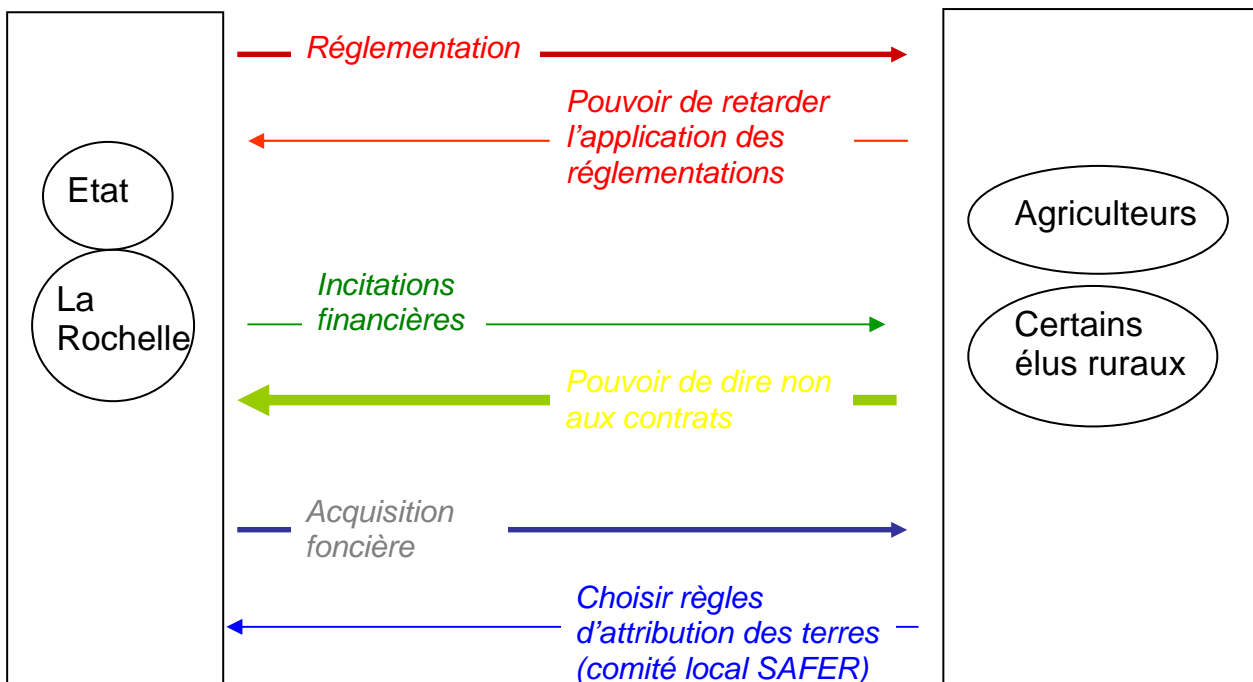 Réglementation
Pouvoir de retarder
l'application des
réglementations
Etat
La
Rochelle
Agriculteurs
Certains
élus ruraux
Incitations
financières
Pouvoir de dire non
aux contrats
Acquisition
foncière
Choisir règles
d'attribution des terres
(comité local SAFER)